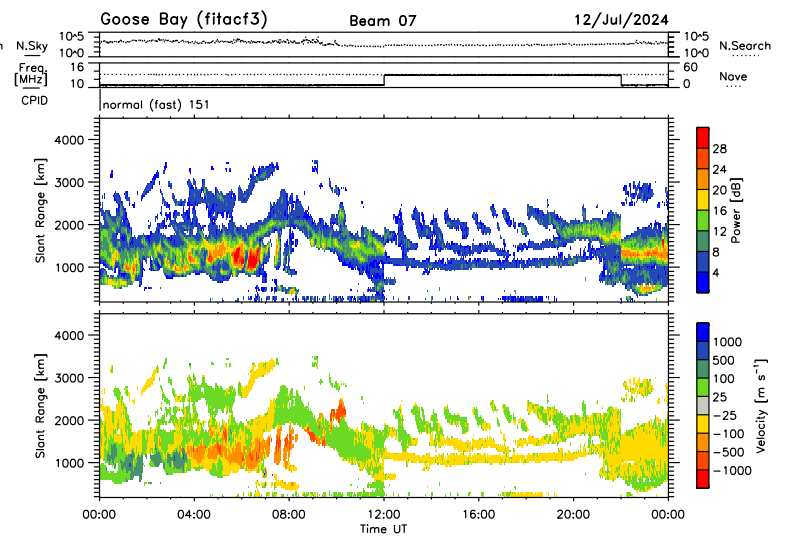 Goose Bay (fitacf3) Beam 07 12/Jul/2024
n N.Sky 10^5 10^0 10^5 10^0 N.Search
Freq. [MHz] 16 10 60 0 Nave
CPID normal (fast) 151
Slant Range [km] 4000 3000 2000 1000
Power [dB] 28 24 20 16 12 8 4
Slant Range [km] 4000 3000 2000 1000
Velocity [m s⁻¹] 1000 500 100 25 −25 −100 −500 −1000
00:00 04:00 08:00 12:00 16:00 20:00 00:00
Time UT